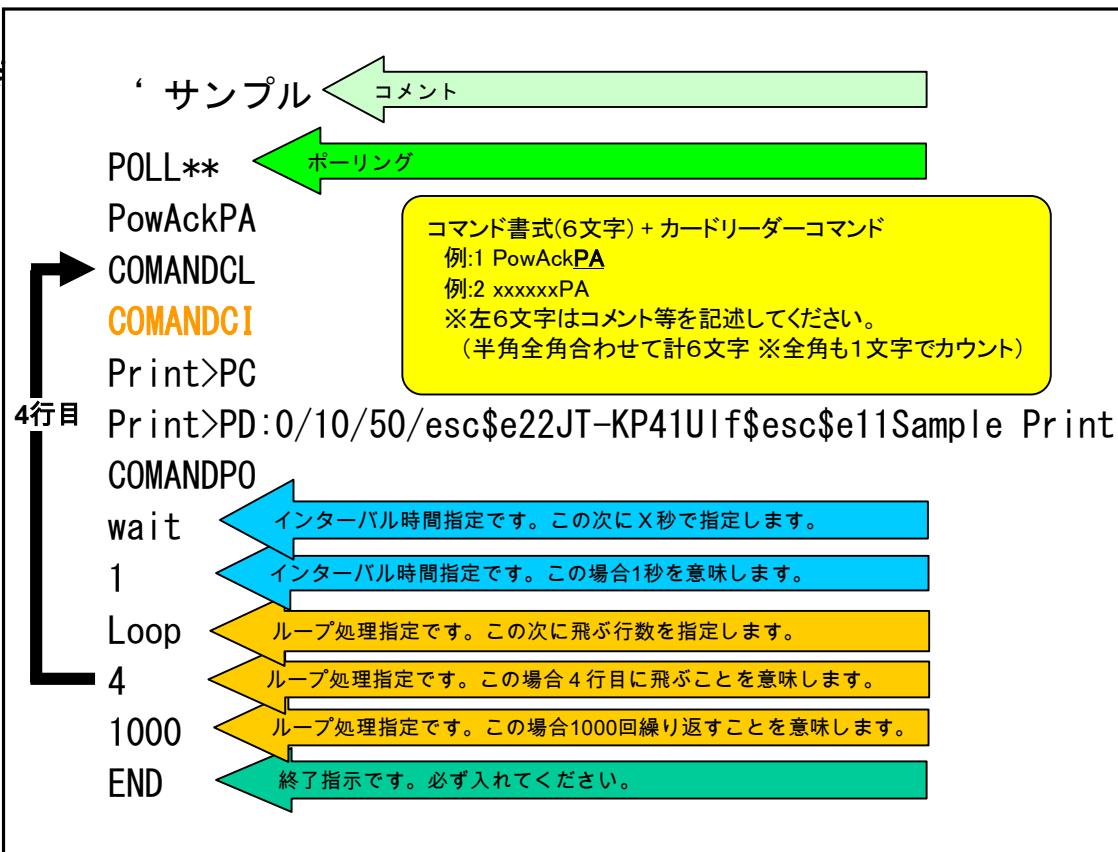 ‘ サンプル
コメント
POLL**
ポーリング
PowAckPA
COMANDCL
COMANDCI
コマンド書式(6文字) + カードリーダーコマンド
例:1 PowAckPA
例:2 xxxxxxPA
※左6文字はコメント等を記述してください。
(半角全角合わせて計6文字 ※全角も1文字でカウント)
Print>PC
4行目
Print>PD:0/10/50/esc$e22JT-KP41Ulf$esc$e11Sample Print
COMANDPO
wait
インターバル時間指定です。この次にX秒で指定します。
1
インターバル時間指定です。この場合1秒を意味します。
Loop
ループ処理指定です。この次に飛ぶ行数を指定します。
4
ループ処理指定です。この場合4行目に飛ぶことを意味します。
1000
ループ処理指定です。この場合1000回繰り返すことを意味します。
END
終了指示です。必ず入れてください。